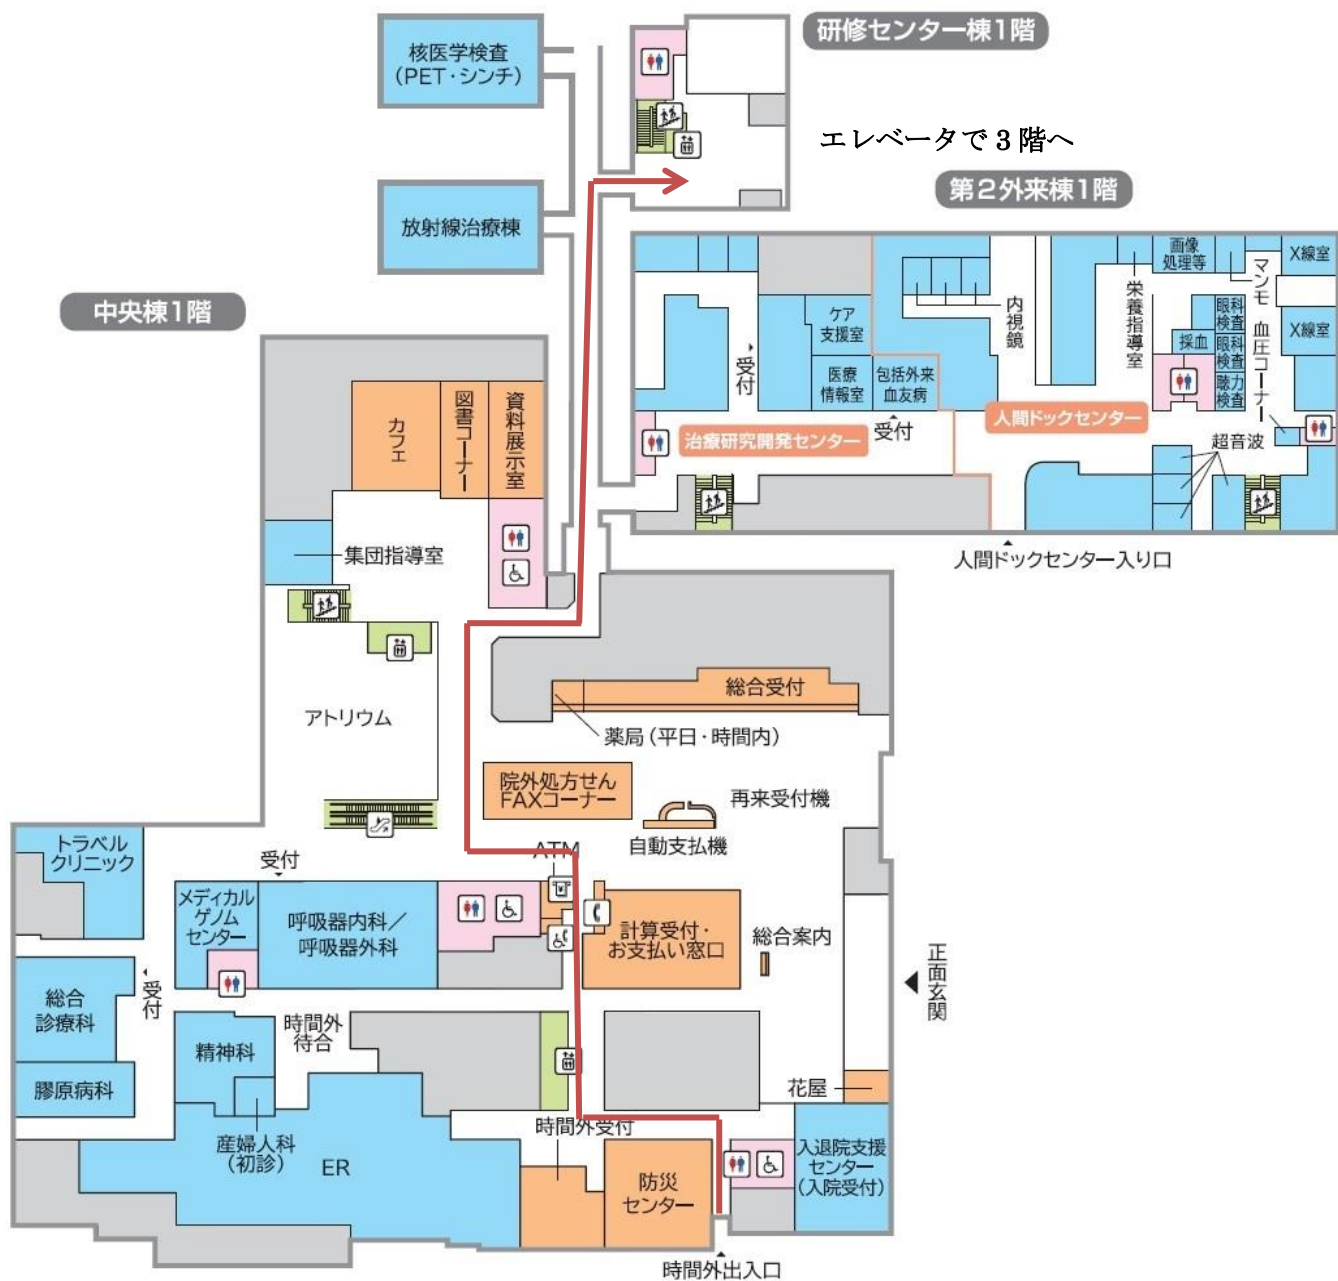 研修センター棟1階
核医学検査
(PET・シンチ)
エレベータで3階へ
第2外来棟1階
放射線治療棟
中央棟1階
ケア
支援室
医療
情報室
包括外来
血友病
受付
受付
治療研究開発センター
内視鏡
人間ドックセンター
栄養指導室
画像
処理等
マンモ
X線室
X線室
採血
眼科
検査
眼科
検査
聴力
検査
血圧コーナー
超音波
人間ドックセンター入り口
カフェ
図書コーナー
資料展示室
集団指導室
アトリウム
総合受付
薬局(平日・時間内)
院外処方せん
FAXコーナー
再来受付機
自動支払機
ATM
トラベル
クリニック
受付
メディカル
ゲノム
センター
呼吸器内科/
呼吸器外科
計算受付・
お支払い窓口
総合案内
正面玄関
受付
総合
診療科
膠原病科
精神科
時間外
待合
産婦人科
(初診)
ER
時間外受付
防災
センター
花屋
入退院支援
センター
(入院受付)
時間外出入口